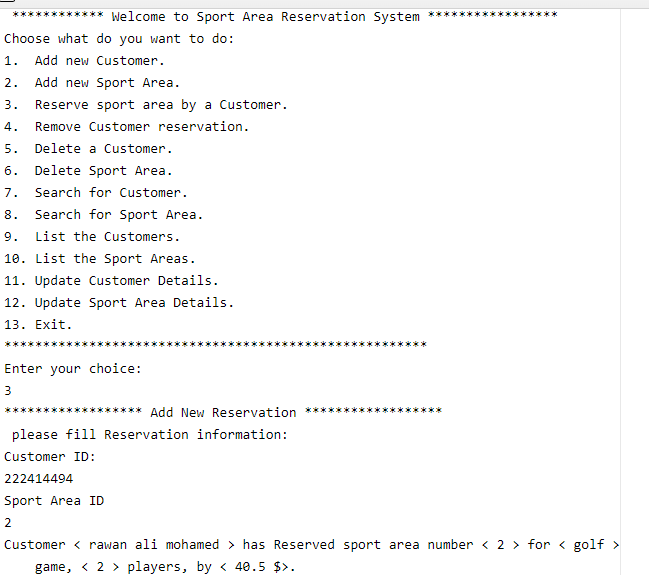 ************ Welcome to Sport Area Reservation System *****************
Choose what do you want to do:
1.  Add new Customer.
2.  Add new Sport Area.
3.  Reserve sport area by a Customer.
4.  Remove Customer reservation.
5.  Delete a Customer.
6.  Delete Sport Area.
7.  Search for Customer.
8.  Search for Sport Area.
9.  List the Customers.
10. List the Sport Areas.
11. Update Customer Details.
12. Update Sport Area Details.
13. Exit.
*******************************************************
Enter your choice:
3
****************** Add New Reservation ******************
please fill Reservation information:
Customer ID:
222414494
Sport Area ID
2
Customer < rawan ali mohamed > has Reserved sport area number < 2 > for < golf >
game, < 2 > players, by < 40.5 $>.